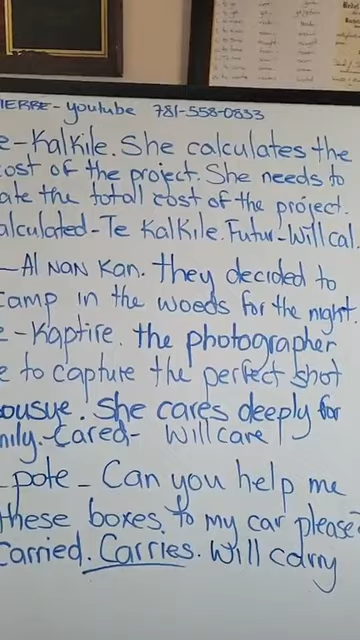 IERRE-youtube 781-558-0833
e-Kalkile. She calculates the
cost of the project. She needs to
ate the total cost of the project.
alculated-Te Kalkile. Futur-Will cal
-Al NAN Kan. they decided to
camp in the woods for the night.
e-Kaptire. the photographer
e to capture the perfect shot
ousye. She cares deeply for
mily.-Cared- Will care
pote- Can you help me
these boxes. to my car please?
Carried. Carries. Will carry